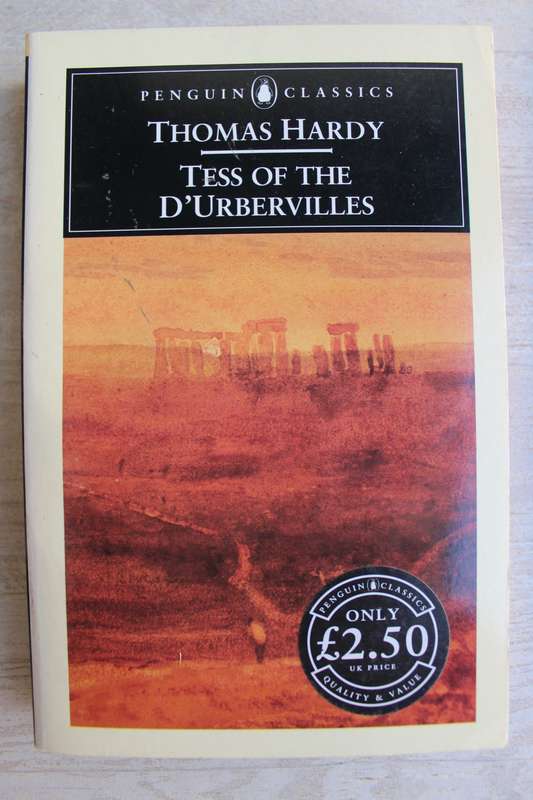 PENGUIN CLASSICS
THOMAS HARDY
TESS OF THE
D'URBERVILLES
PENGUIN CLASSICS
ONLY
£2.50
UK PRICE
QUALITY & VALUE